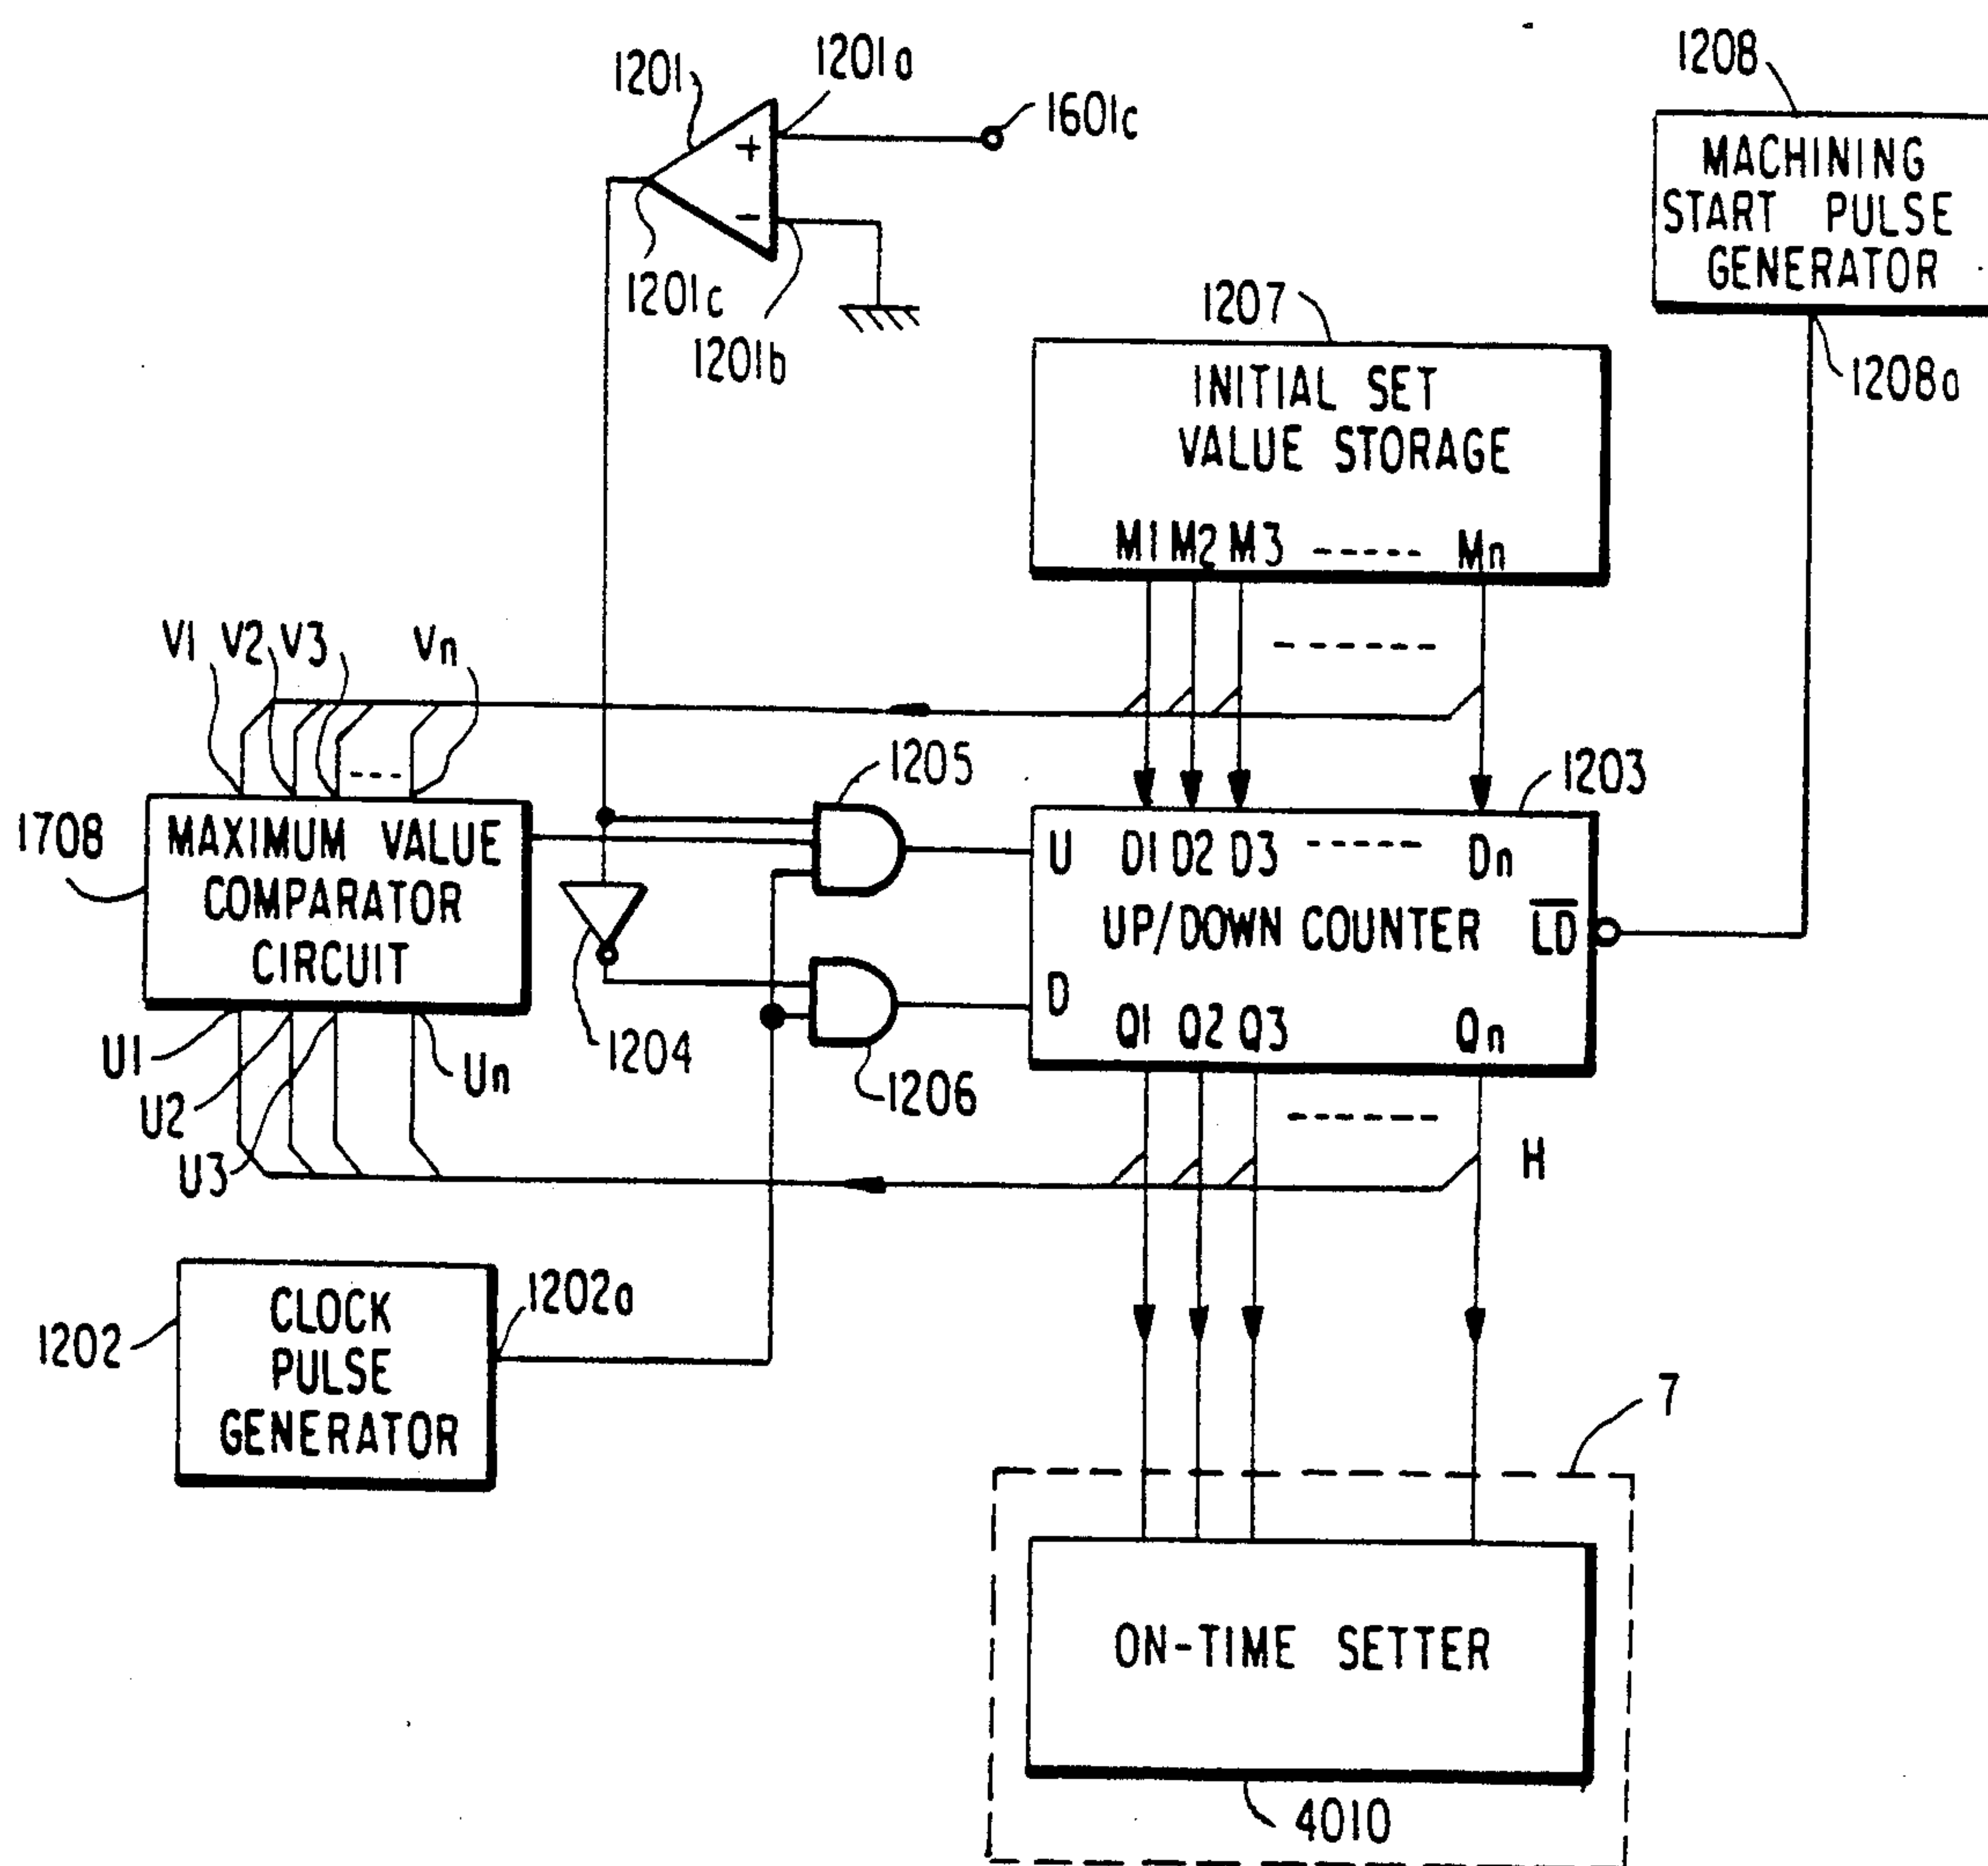 1201
1201a
1601c
+
-
1201c
1201b
1208
MACHINING
START PULSE
GENERATOR
1208a
1207
INITIAL SET
VALUE STORAGE
M1 M2 M3 ----- Mn
V1 V2 V3 Vn
1205
1203
1708
MAXIMUM VALUE
COMPARATOR
CIRCUIT
U D1 D2 D3 ----- Dn
UP/DOWN COUNTER LD
D
Q1 Q2 Q3 Qn
1204
1206
U1
U2
U3
Un
H
1202
CLOCK
PULSE
GENERATOR
1202a
7
ON-TIME SETTER
4010